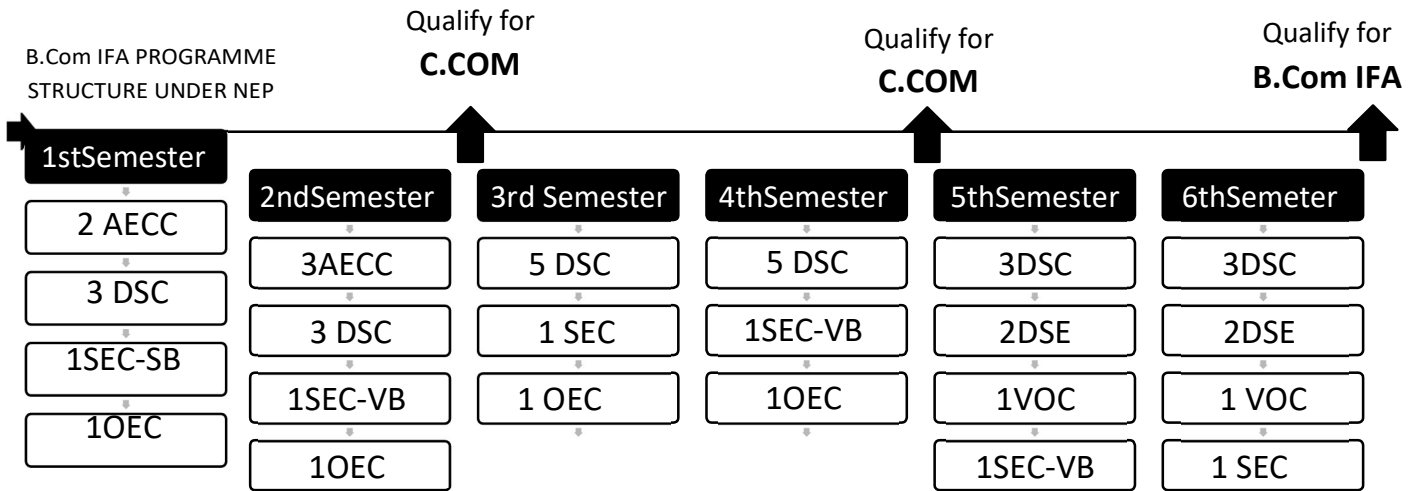 B.Com IFA PROGRAMME
STRUCTURE UNDER NEP
Qualify for
C.COM
Qualify for
C.COM
Qualify for
B.Com IFA
1stSemester
2 AECC
3 DSC
1SEC-SB
1OEC
2ndSemester
3AECC
3 DSC
1SEC-VB
1OEC
3rd Semester
5 DSC
1 SEC
1 OEC
4thSemester
5 DSC
1SEC-VB
1OEC
5thSemester
3DSC
2DSE
1VOC
1SEC-VB
6thSemeter
3DSC
2DSE
1 VOC
1 SEC